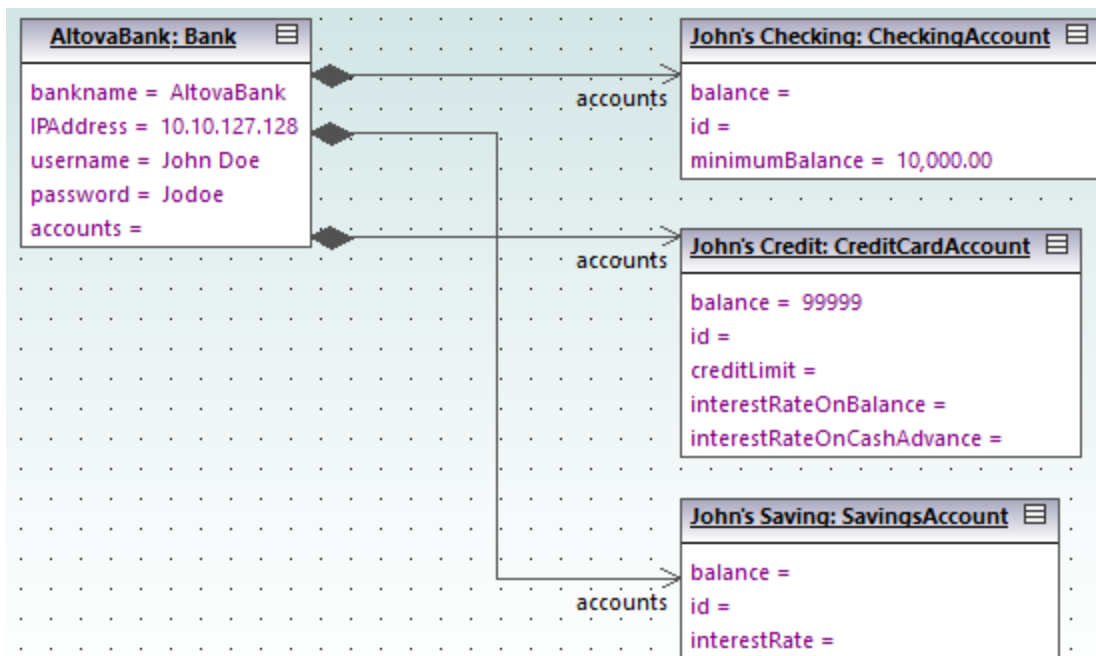 AltovaBank: Bank
bankname = AltovaBank
IPAddress = 10.10.127.128
username = John Doe
password = Jodoe
accounts =
accounts
John's Checking: CheckingAccount
balance =
id =
minimumBalance = 10,000.00
accounts
John's Credit: CreditCardAccount
balance = 99999
id =
creditLimit =
interestRateOnBalance =
interestRateOnCashAdvance =
accounts
John's Saving: SavingsAccount
balance =
id =
interestRate =